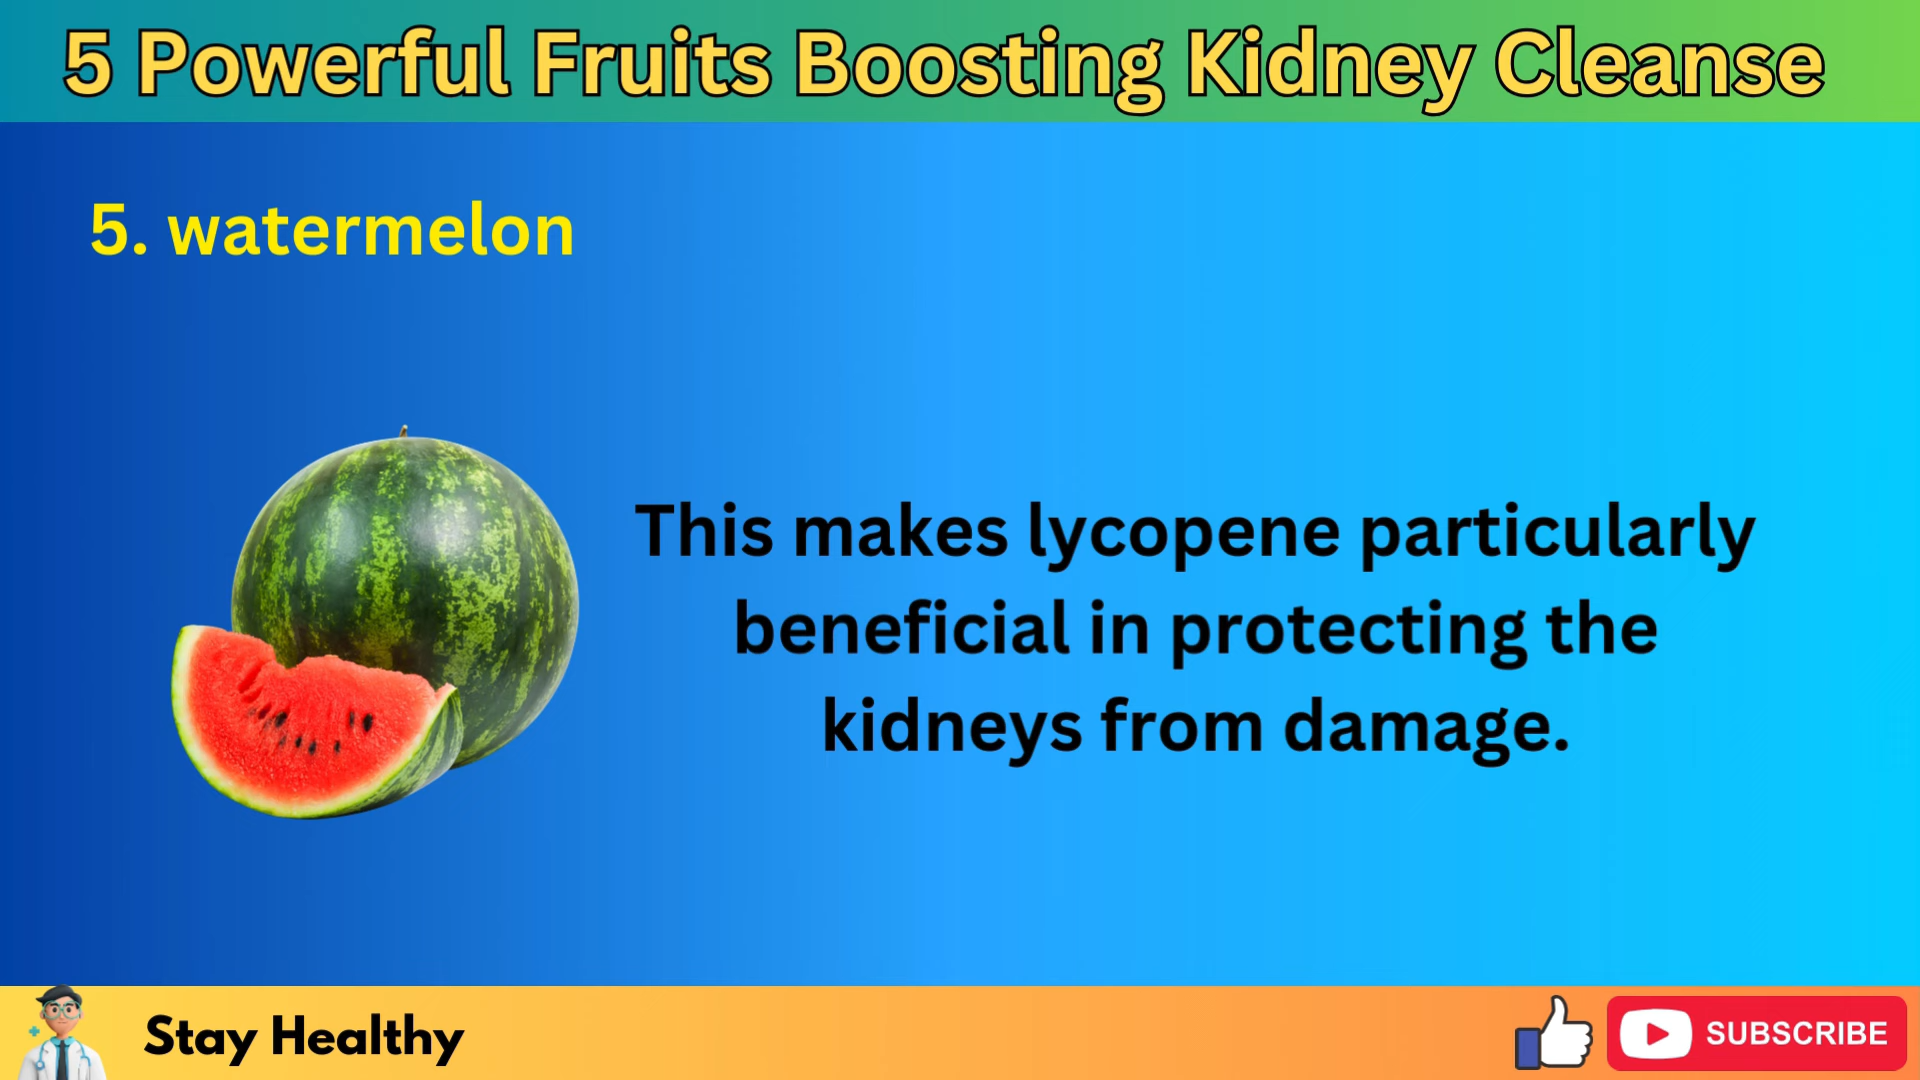 5 Powerful Fruits Boosting Kidney Cleanse
5. watermelon
This makes lycopene particularly
beneficial in protecting the
kidneys from damage.
Stay Healthy
SUBSCRIBE